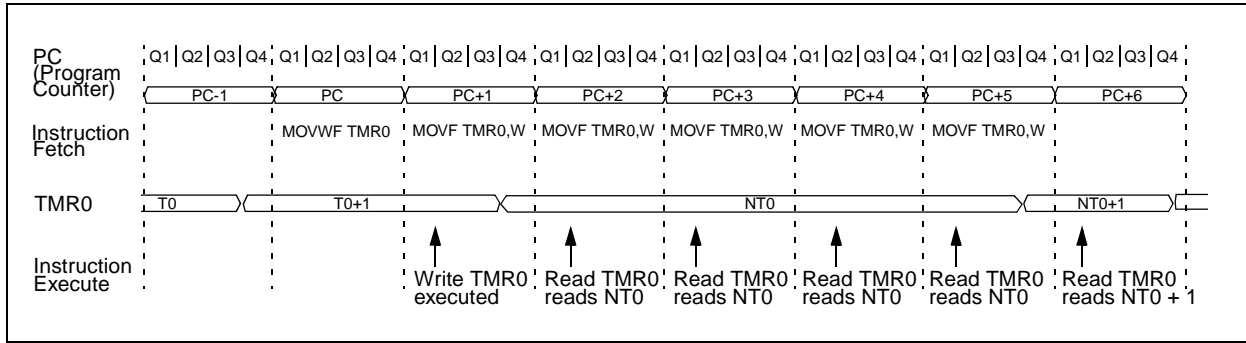 PC
(Program
Counter)
Q1 Q2 Q3 Q4 Q1 Q2 Q3 Q4 Q1 Q2 Q3 Q4 Q1 Q2 Q3 Q4 Q1 Q2 Q3 Q4 Q1 Q2 Q3 Q4 Q1 Q2 Q3 Q4 Q1 Q2 Q3 Q4
PC-1 PC PC+1 PC+2 PC+3 PC+4 PC+5 PC+6
Instruction
Fetch
MOVWF TMR0 MOVF TMR0,W MOVF TMR0,W MOVF TMR0,W MOVF TMR0,W MOVF TMR0,W
TMR0
T0 T0+1 NT0 NT0+1
Instruction
Execute
Write TMR0
executed
Read TMR0
reads NT0
Read TMR0
reads NT0
Read TMR0
reads NT0
Read TMR0
reads NT0
Read TMR0
reads NT0 + 1